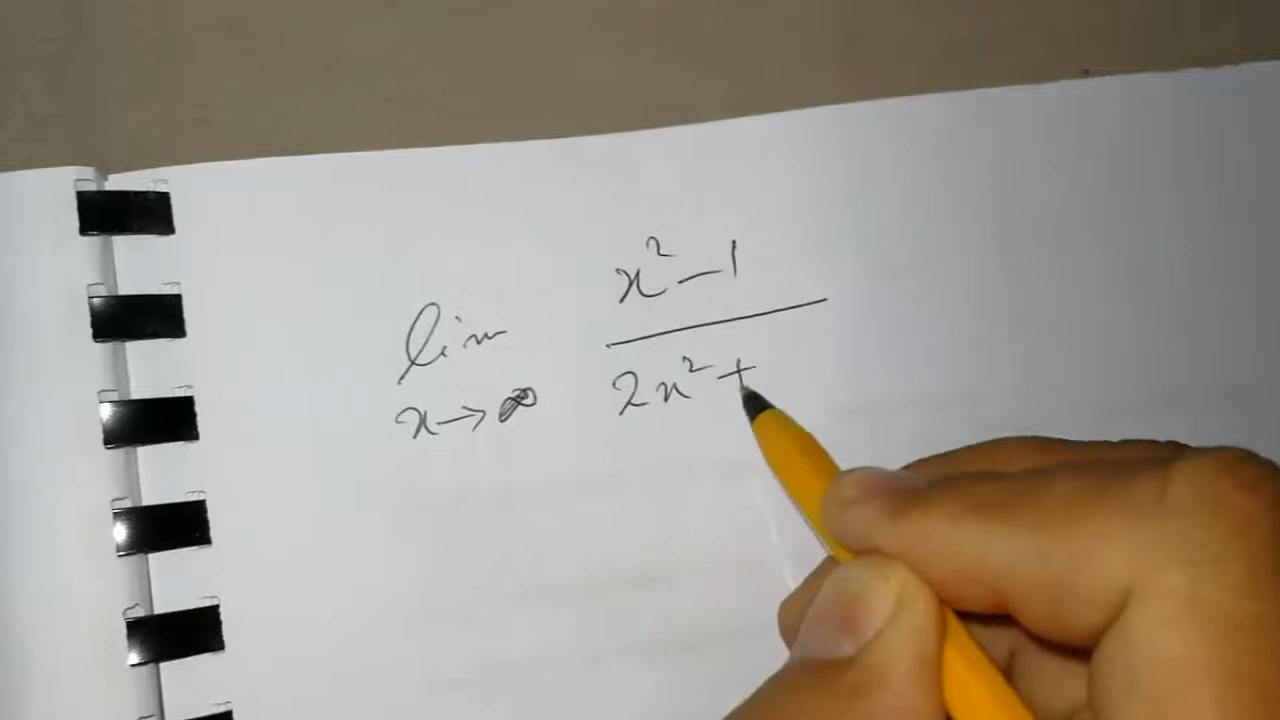 lim x² - 1
x → ∞ 2x² +